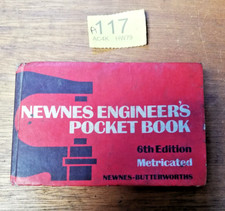 117
NEWNES ENGINEER'S
POCKET BOOK
6th Edition
Metricated
NEWNES-BUTTERWORTHS